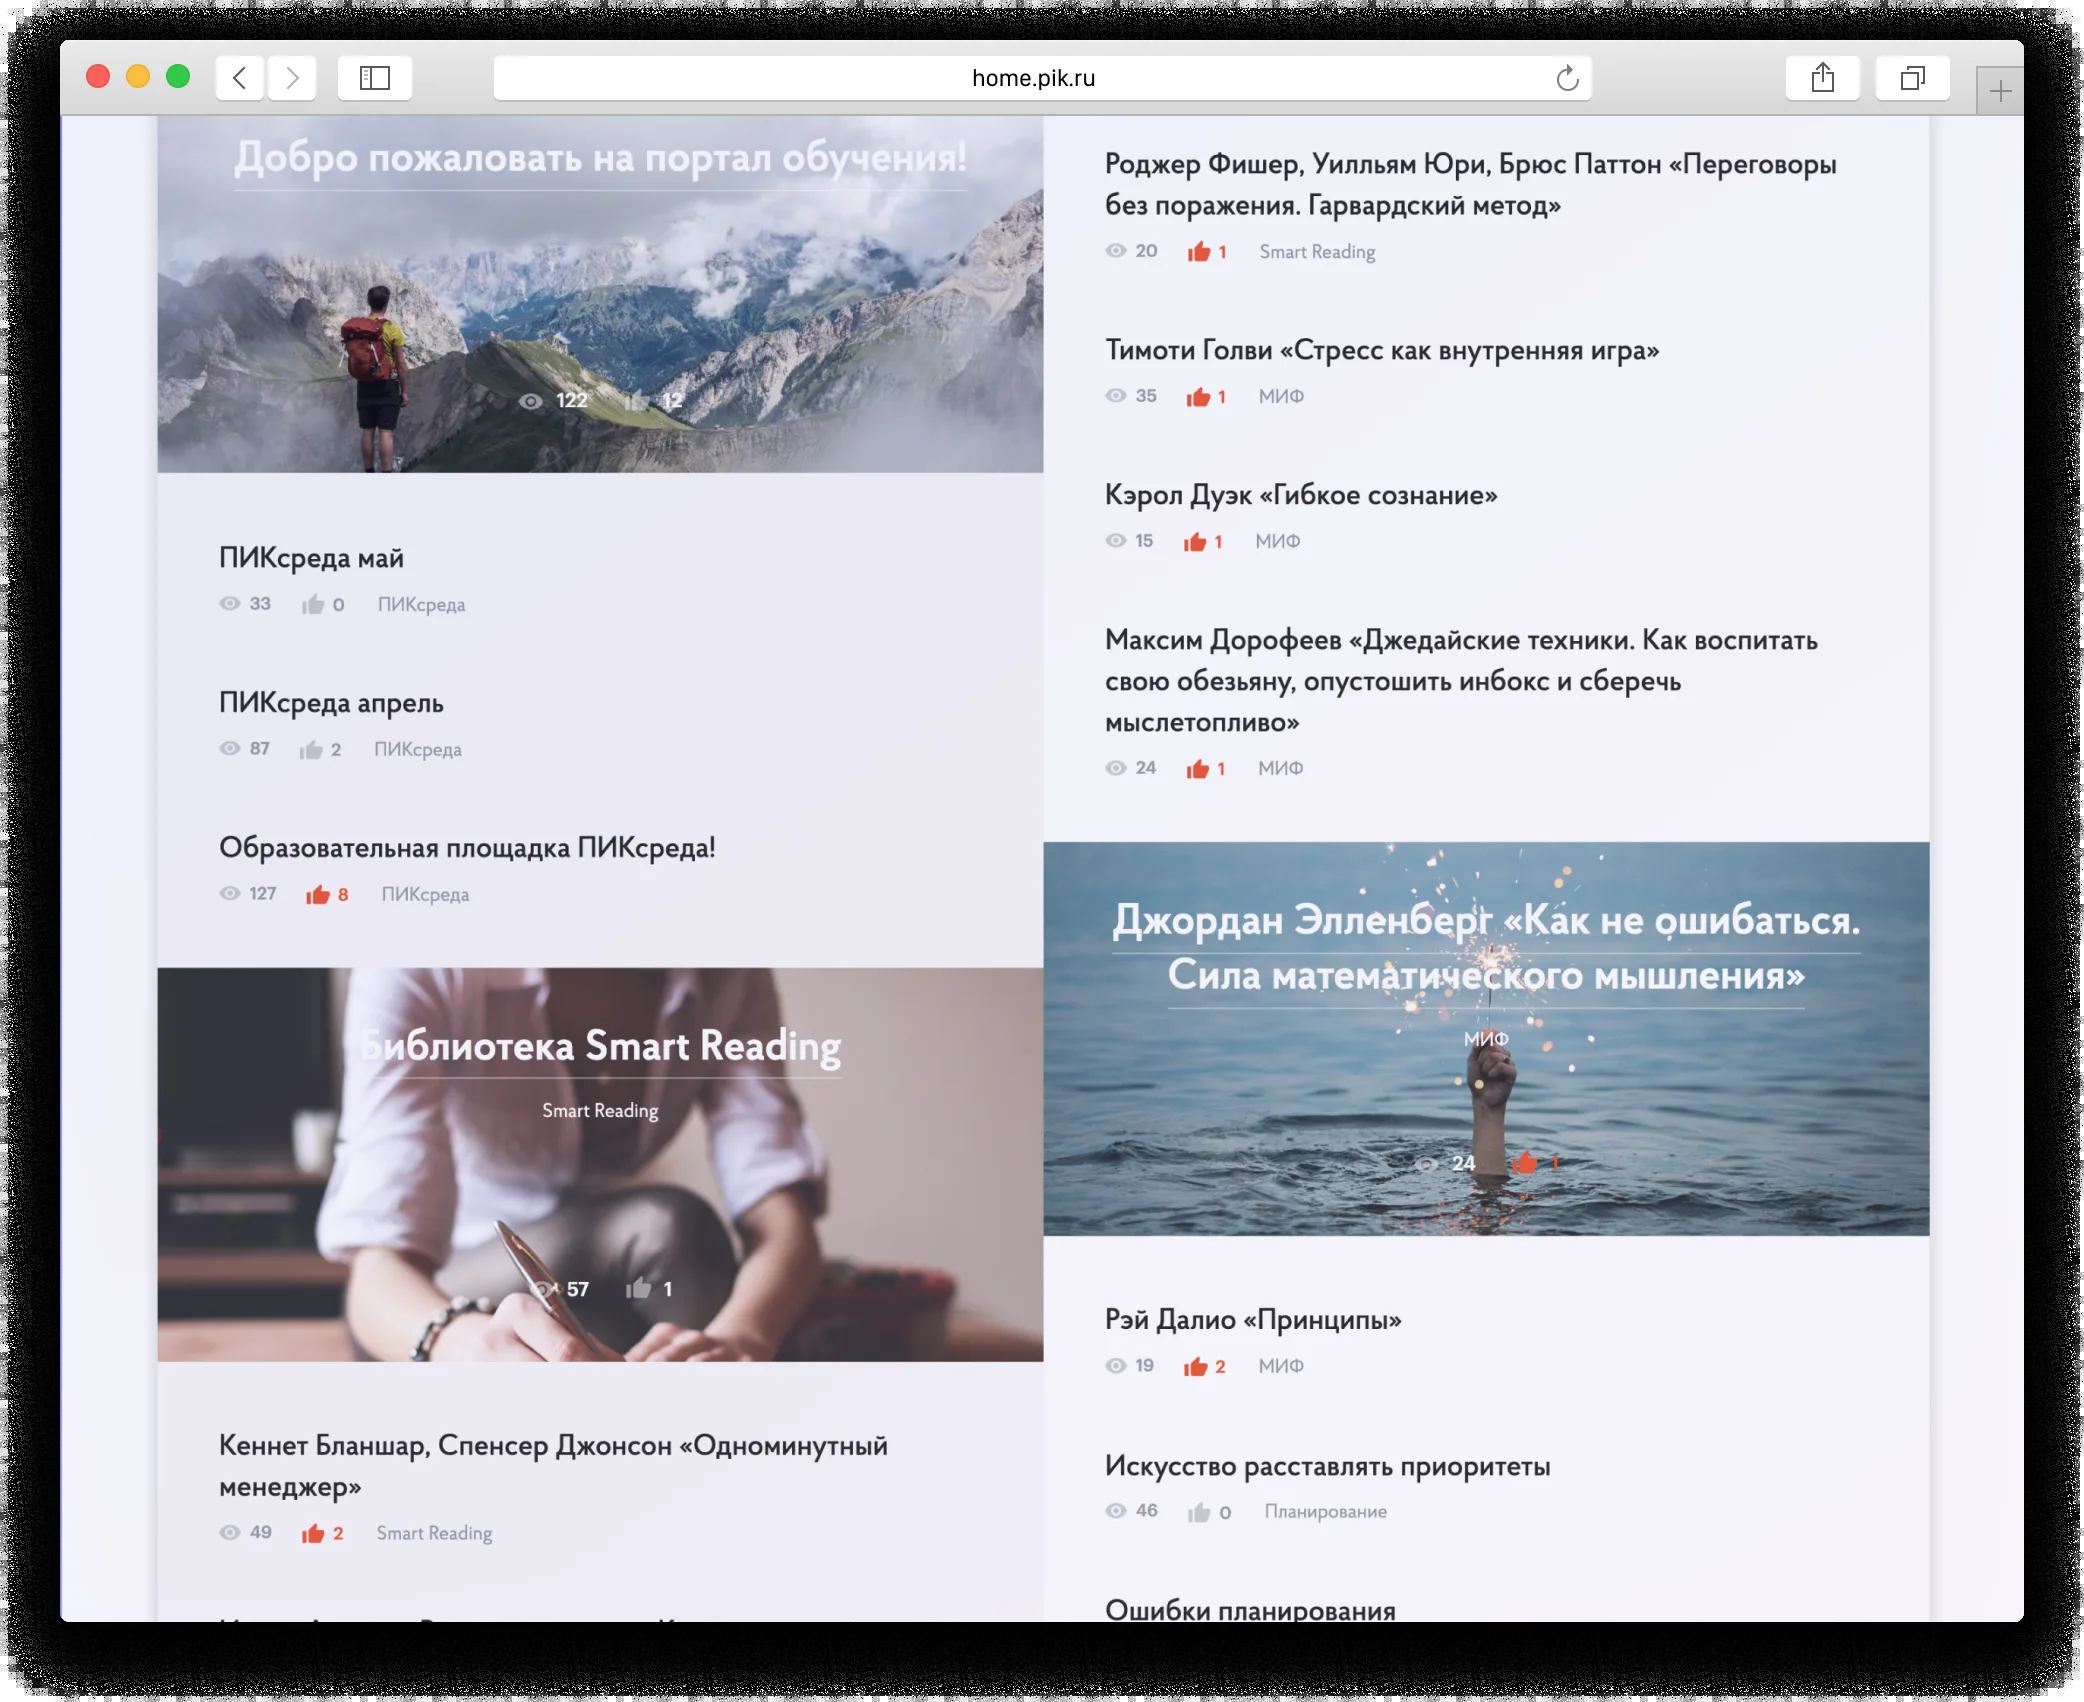 home.pik.ru
Добро пожаловать на портал обучения!
122 12
ПИКсреда май
33 0 ПИКсреда
ПИКсреда апрель
87 2 ПИКсреда
Образовательная площадка ПИКсреда!
127 8 ПИКсреда
Библиотека Smart Reading
Smart Reading
57 1
Кеннет Бланшар, Спенсер Джонсон «Одноминутный
менеджер»
49 2 Smart Reading
Роджер Фишер, Уилльям Юри, Брюс Паттон «Переговоры
без поражения. Гарвардский метод»
20 1 Smart Reading
Тимоти Голви «Стресс как внутренняя игра»
35 1 МИФ
Кэрол Дуэк «Гибкое сознание»
15 1 МИФ
Максим Дорофеев «Джедайские техники. Как воспитать
свою обезьяну, опустошить инбокс и сберечь
мыслетопливо»
24 1 МИФ
Джордан Элленберг «Как не ошибаться.
Сила математического мышления»
МИФ
24 1
Рэй Далио «Принципы»
19 2 МИФ
Искусство расставлять приоритеты
46 0 Планирование
Ошибки планирования